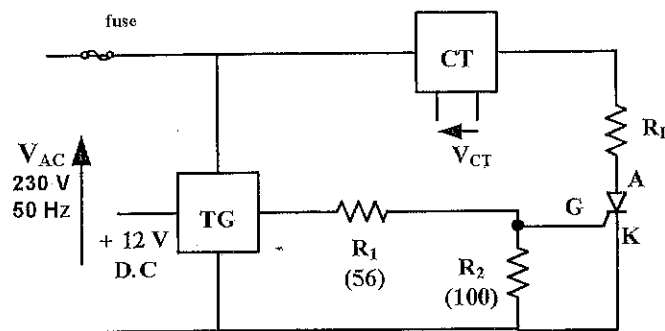 fuse
CT
V_CT
R_L
V_AC
230 V
50 Hz
A
G
K
TG
+ 12 V
D.C
R_1
(56)
R_2
(100)